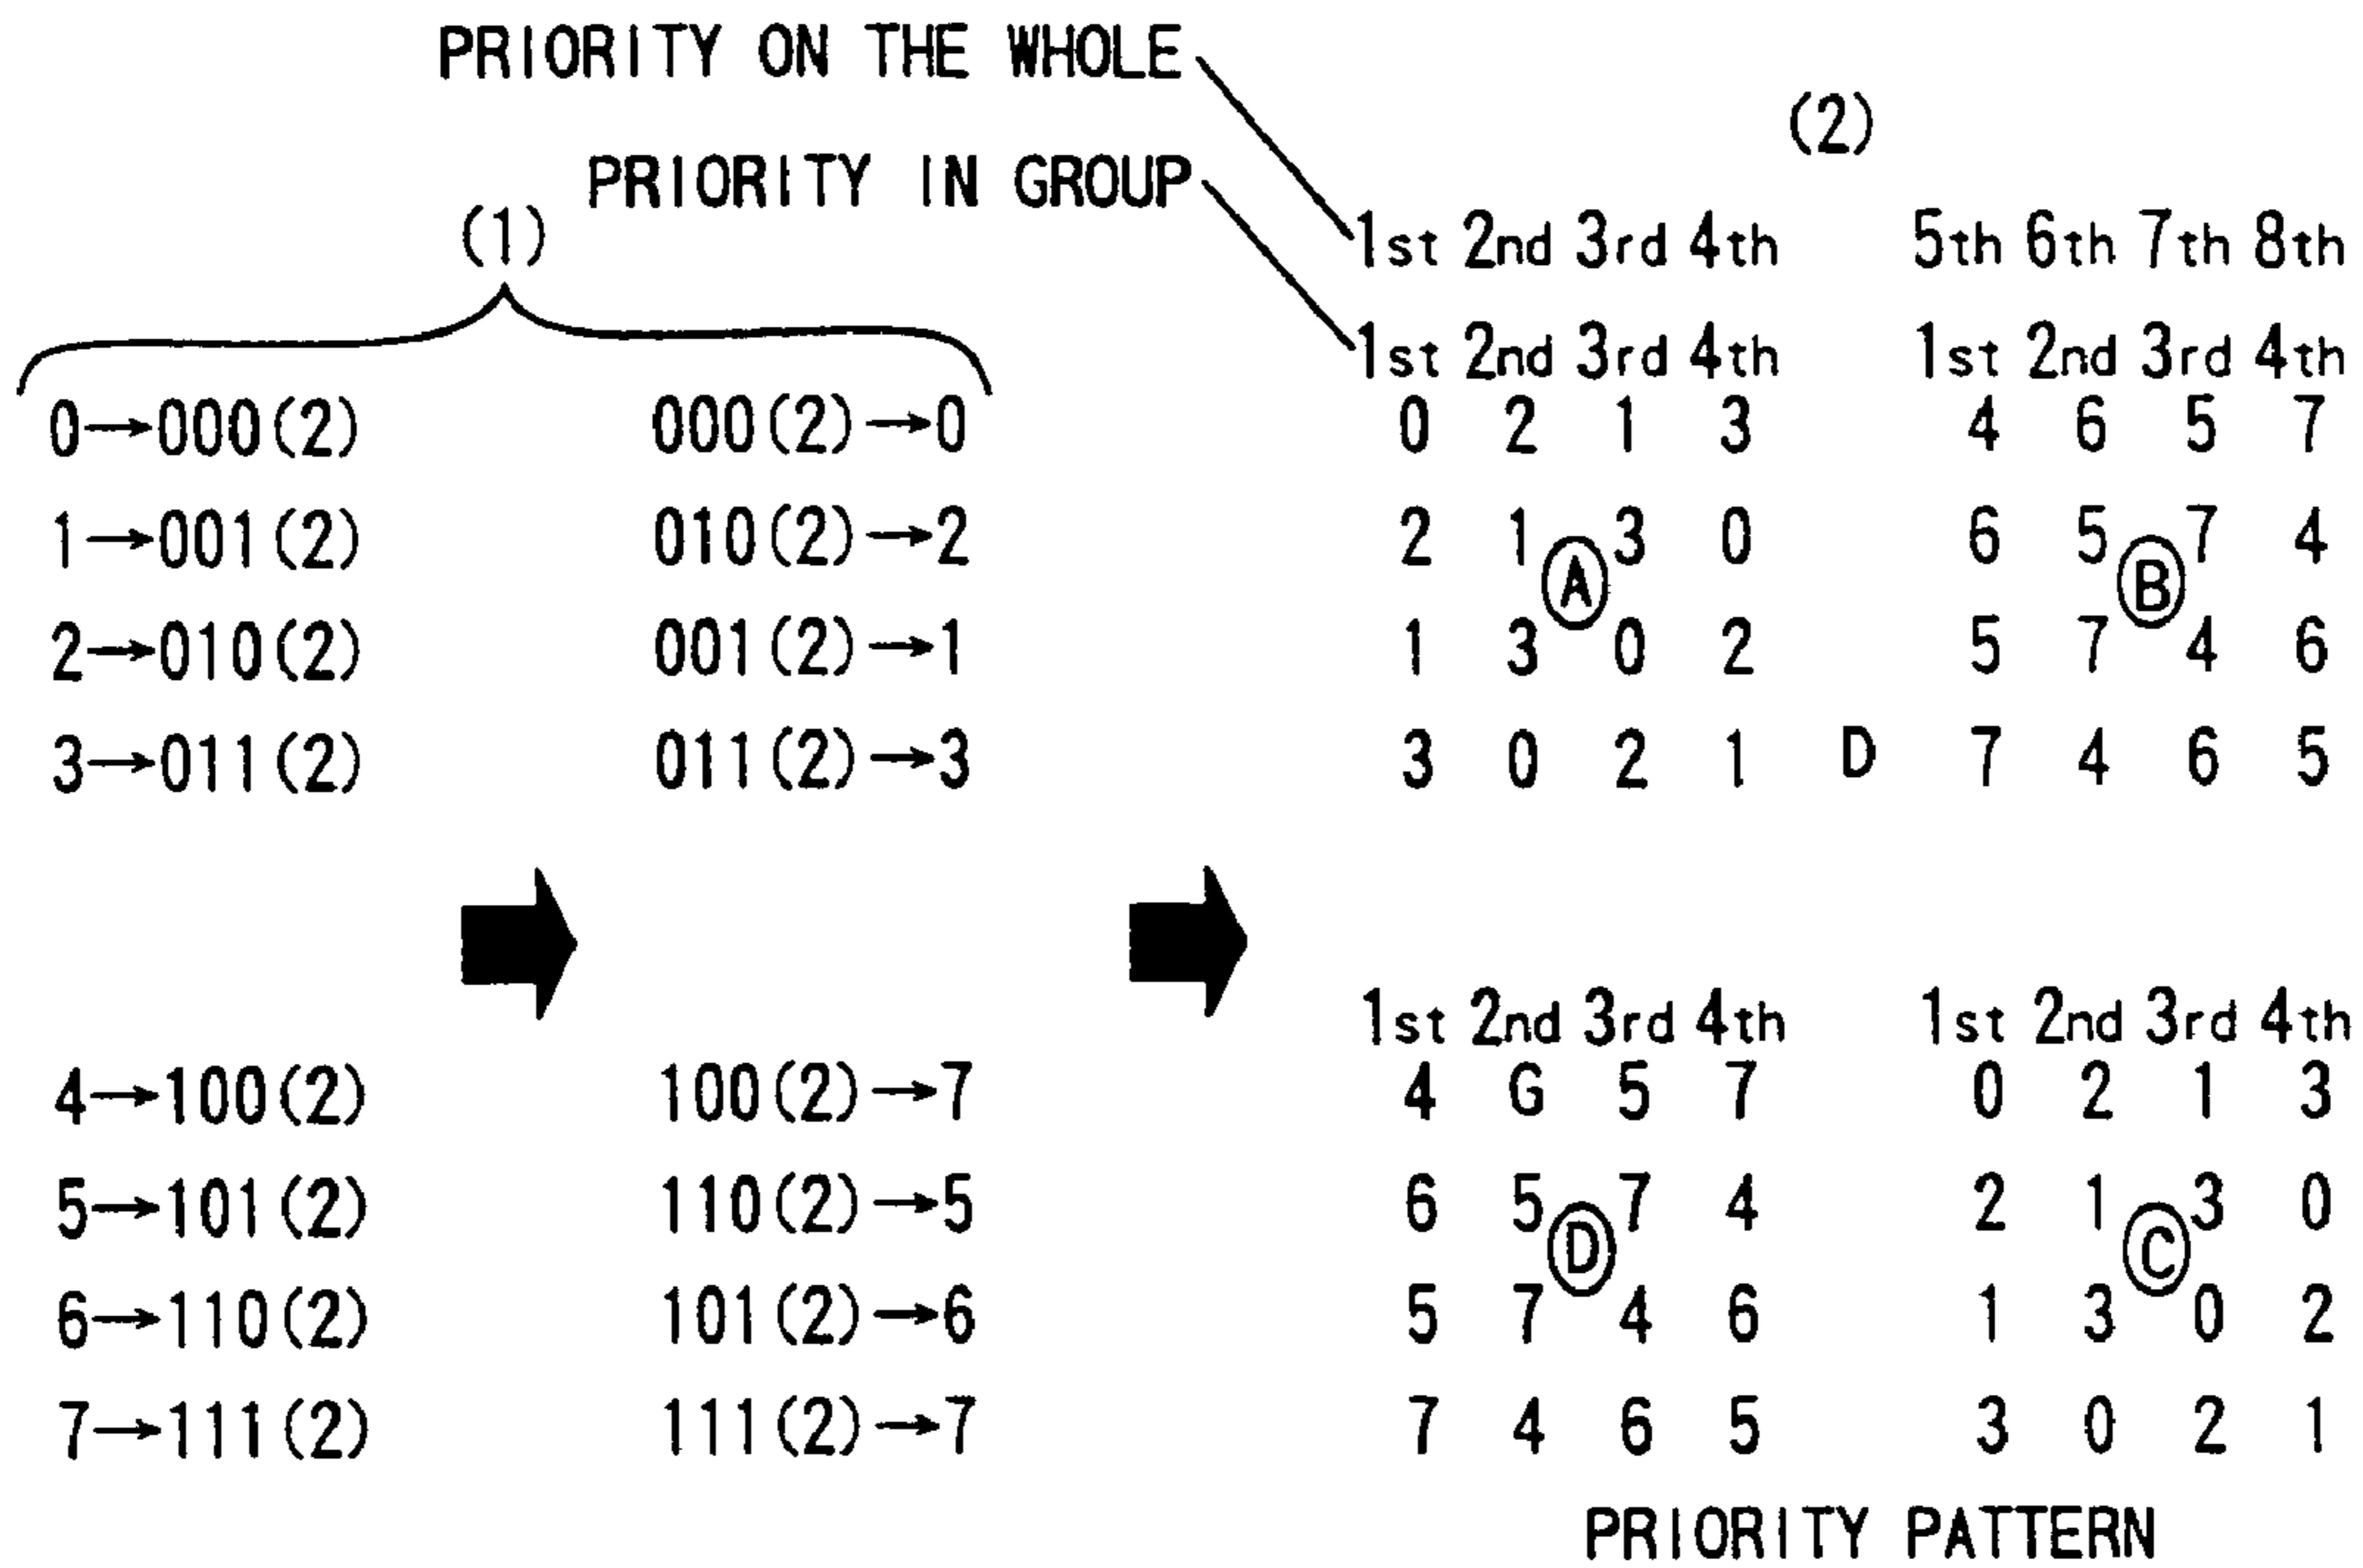 PRIORITY ON THE WHOLE
(2)
PRIORITY IN GROUP
(1)
1st 2nd 3rd 4th 5th 6th 7th 8th
1st 2nd 3rd 4th 1st 2nd 3rd 4th
0→000(2) 000(2)→0 0 2 1 3 4 6 5 7
1→001(2) 010(2)→2 2 1 3 0 6 5 7 4
A B
2→010(2) 001(2)→1 1 3 0 2 5 7 4 6
3→011(2) 011(2)→3 3 0 2 1 D 7 4 6 5
1st 2nd 3rd 4th 1st 2nd 3rd 4th
4→100(2) 100(2)→7 4 G 5 7 0 2 1 3
5→101(2) 110(2)→5 6 5 7 4 2 1 3 0
D C
6→110(2) 101(2)→6 5 7 4 6 1 3 0 2
7→111(2) 111(2)→7 7 4 6 5 3 0 2 1
PRIORITY PATTERN